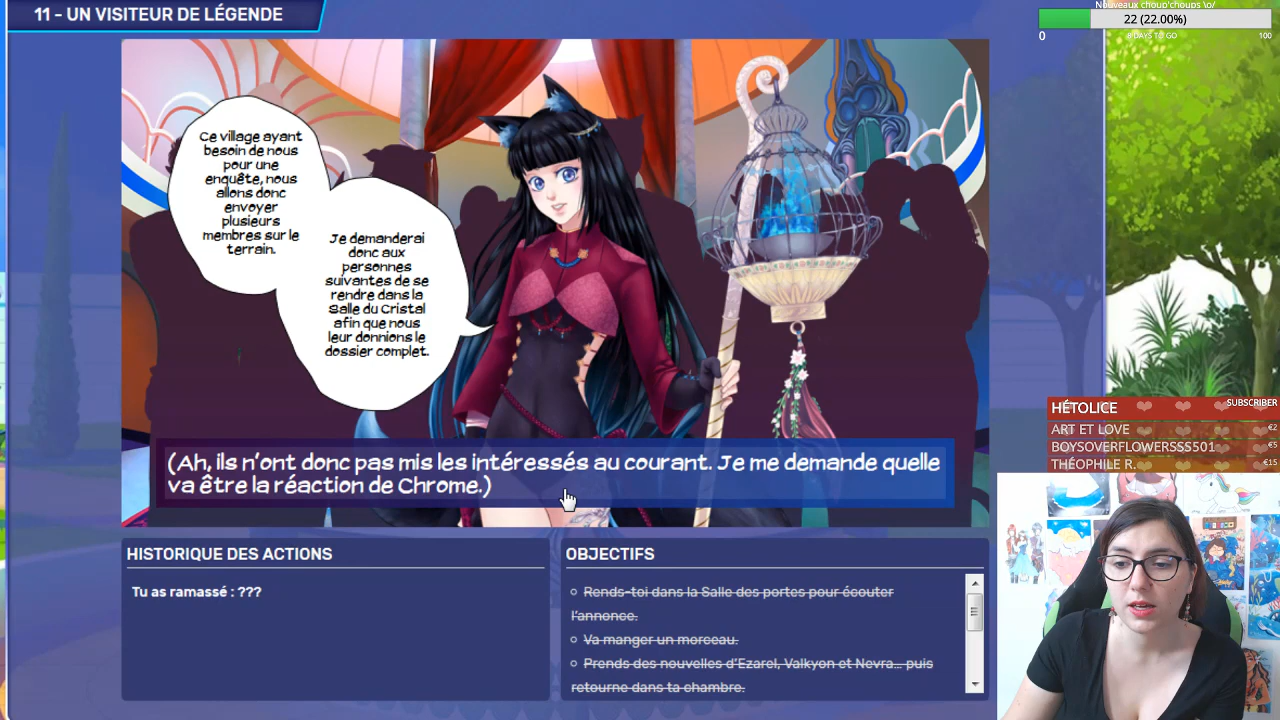 11 - UN VISITEUR DE LÉGENDE
Nouveaux choup'choups \o/
22 (22.00%)
0
8 DAYS TO GO
100
Ce village ayant
besoin de nous
pour une
enquête, nous
allons donc
envoyer
plusieurs
membres sur le
terrain.
Je demanderai
donc aux
personnes
suivantes de se
rendre dans la
Salle du Cristal
afin que nous
leur donnions le
dossier complet.
(Ah, ils n'ont donc pas mis les intéressés au courant. Je me demande quelle
va être la réaction de Chrome.)
HISTORIQUE DES ACTIONS
Tu as ramassé : ???
OBJECTIFS
Rends-toi dans la Salle des portes pour écouter
l'annonce.
Va manger un morceau.
Prends des nouvelles d'Ezarel, Valkyon et Nevra... puis
retourne dans ta chambre.
HÉTOLICE
SUBSCRIBER
ART ET LOVE
€2
BOYSOVERFLOWERSSS501
€5
THÉOPHILE R.
€15